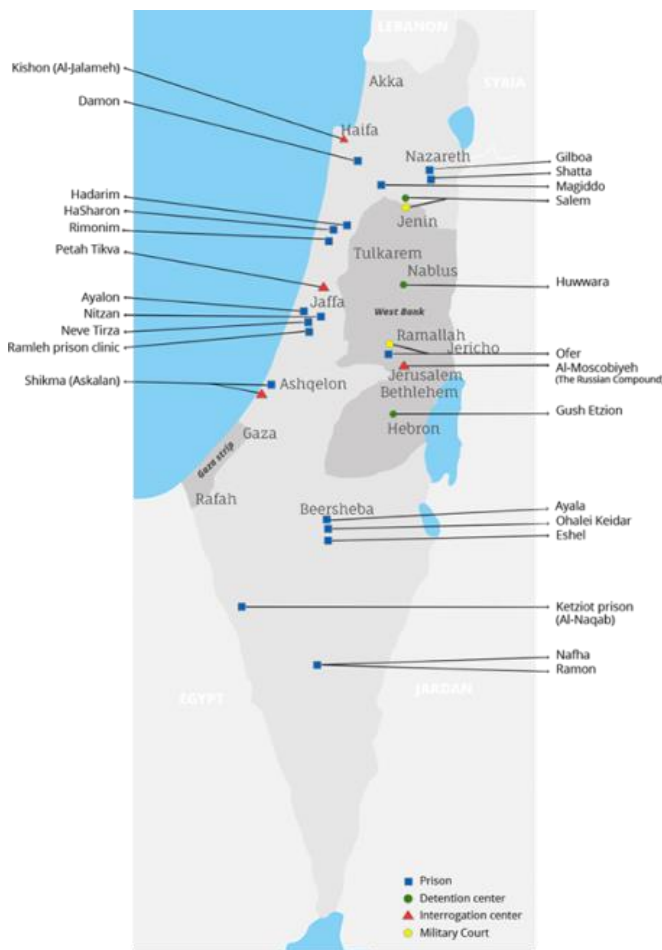 LEBANON
Kishon (Al-Jalameh)
SYRIA
Akka
Damon
Haifa
Nazareth
Gilboa
Shatta
Magiddo
Salem
Hadarim
HaSharon
Rimonim
Jenin
Petah Tikva
Tulkarem
Nablus
Huwwara
Ayalon
Jaffa
Nitzan
West Bank
Neve Tirza
Ramleh prison clinic
Ramallah
Jericho
Ofer
Al-Moscobiyeh
(The Russian Compound)
Jerusalem
Shikma (Askalan)
Ashqelon
Bethlehem
Gush Etzion
Hebron
Gaza
Gaza strip
Rafah
Beersheba
Ayala
Ohalei Keidar
Eshel
Ketziot prison
(Al-Naqab)
Nafha
Ramon
EGYPT
JARDAN
Prison
Detention center
Interrogation center
Military Court